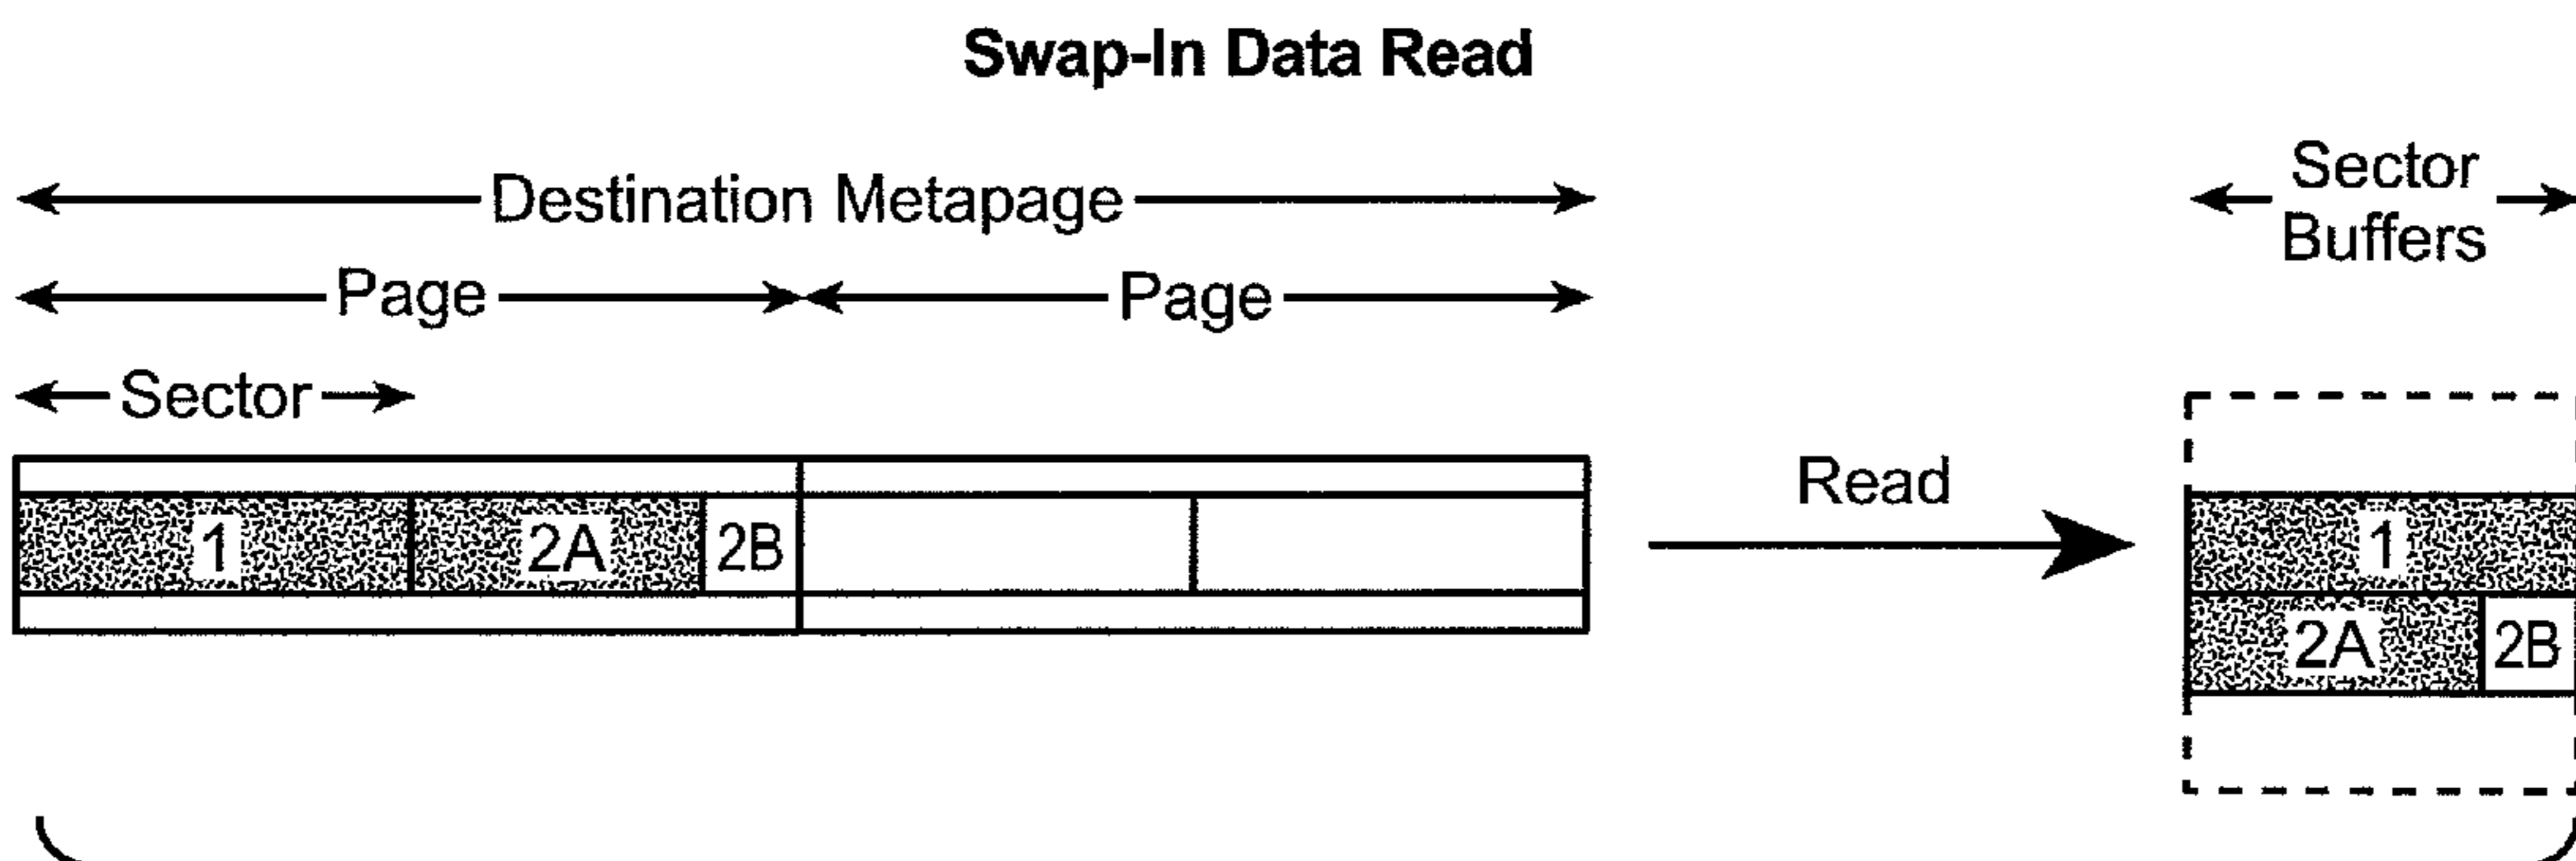 Swap-In Data Read
Destination Metapage
Sector
Buffers
Page Page
Sector
Read
1 2A 2B
1
2A 2B